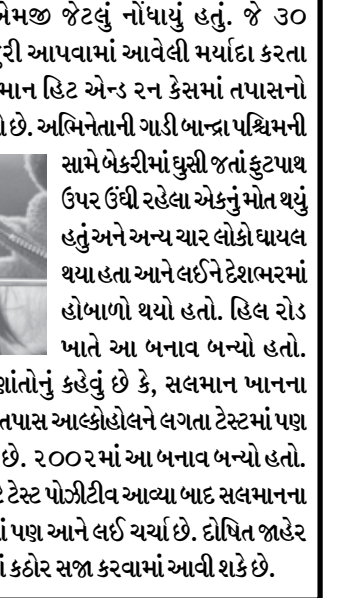 એમજી જેટલું નોંધાયું હતું. જે ૩૦
આપવામાં આવેલી મર્યાદા કરતા
હિટ એન્ડ રન કેસમાં તપાસનો
છે. અભિનેતાની ગાડી બાન્દ્રા પશ્ચિમની
સામે બેકરીમાં ઘુસી જતાં ફુટપાથ
ઉપર ઉંઘી રહેલા એકનું મોત થયું
હતું અને અન્ય ચાર લોકો ઘાયલ
થયા હતા આને લઈને દેશભરમાં
હોબાળો થયો હતો. હિલ રોડ
ખાતે આ બનાવ બન્યો હતો.
કહેવું છે કે, સલમાન ખાનના
તપાસ આલ્કોહોલને લગતા ટેસ્ટમાં પણ
છે. ૨૦૦૨માં આ બનાવ બન્યો હતો.
ટેસ્ટ પોઝીટીવ આવ્યા બાદ સલમાનના
પણ આને લઈ ચર્ચા છે. દોષિત જાહેર
કઠોર સજા કરવામાં આવી શકે છે.